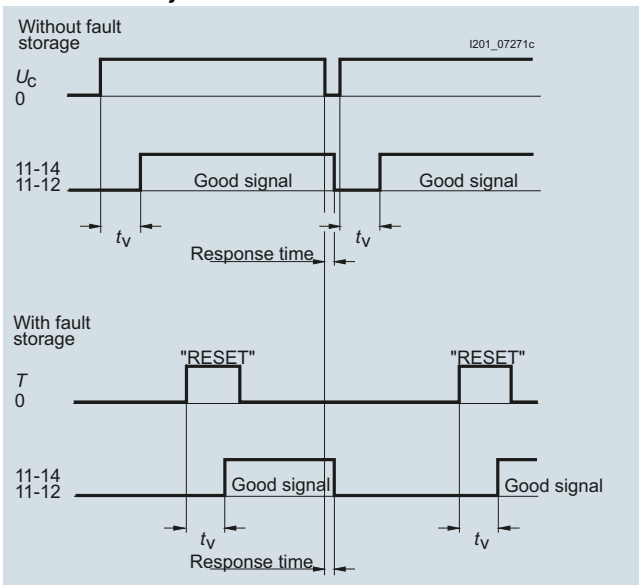 Without fault
storage
I201_07271c
Uc
0
11-14
11-12
Good signal
Good signal
tv
tv
Response time
With fault
storage
"RESET"
"RESET"
T
0
11-14
11-12
Good signal
Good signal
tv
tv
Response time